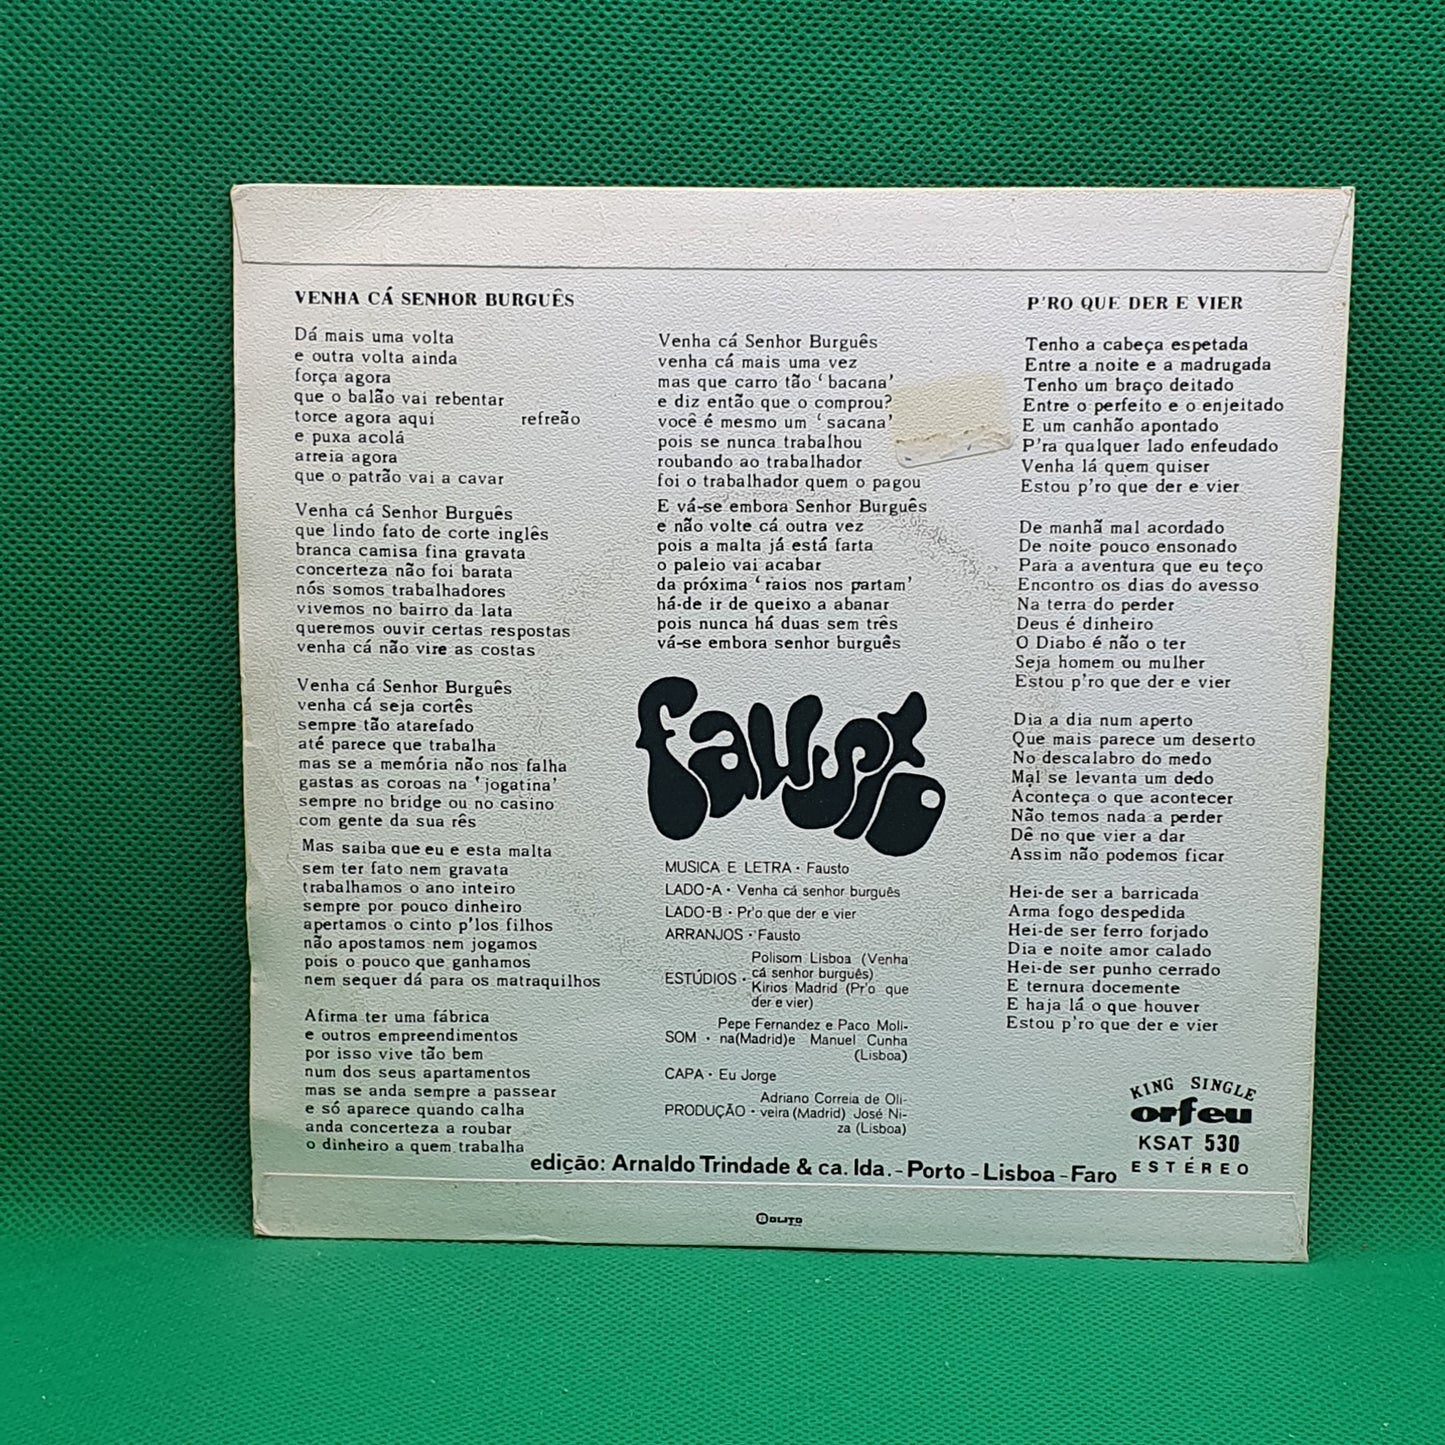 VENHA CÁ SENHOR BURGUÊS
Dá mais uma volta
e outra volta ainda
força agora
que o balão vai rebentar
torce agora aqui refreão
e puxa acolá
arreia agora
que o patrão vai a cavar
Venha cá Senhor Burguês
que lindo fato de corte inglês
branca camisa fina gravata
concerteza não foi barata
nós somos trabalhadores
vivemos no bairro da lata
queremos ouvir certas respostas
venha cá não vire as costas
Venha cá Senhor Burguês
venha cá seja cortês
sempre tão atarefado
até parece que trabalha
mas se a memória não nos falha
gastas as coroas na 'jogatina'
sempre no bridge ou no casino
com gente da sua rês
Mas saiba que eu e esta malta
sem ter fato nem gravata
trabalhamos o ano inteiro
sempre por pouco dinheiro
apertamos o cinto p'los filhos
não apostamos nem jogamos
pois o pouco que ganhamos
nem sequer dá para os matraquilhos
Afirma ter uma fábrica
e outros empreendimentos
por isso vive tão bem
num dos seus apartamentos
mas se anda sempre a passear
e só aparece quando calha
anda concerteza a roubar
o dinheiro a quem trabalha
Venha cá Senhor Burguês
venha cá mais uma vez
mas que carro tão 'bacana'
e diz então que o comprou?
você é mesmo um 'sacana'
pois se nunca trabalhou
roubando ao trabalhador
foi o trabalhador quem o pagou
E vá-se embora Senhor Burguês
e não volte cá outra vez
pois a malta já está farta
o paleio vai acabar
da próxima 'raios nos partam'
há-de ir de queixo a abanar
pois nunca há duas sem três
vá-se embora senhor burguês
fausto
MUSICA E LETRA • Fausto
LADO-A • Venha cá senhor burguês
LADO-B • Pr'o que der e vier
ARRANJOS • Fausto
ESTÚDIOS • Polisom Lisboa (Venha
cá senhor burguês)
Kirios Madrid (Pr'o que
der e vier)
SOM • Pepe Fernandez e Paco Moli-
na(Madrid)e Manuel Cunha
(Lisboa)
CAPA • Eu Jorge
PRODUÇÃO • Adriano Correia de Oli-
veira (Madrid) José Ni-
za (Lisboa)
P'RO QUE DER E VIER
Tenho a cabeça espetada
Entre a noite e a madrugada
Tenho um braço deitado
Entre o perfeito e o enjeitado
E um canhão apontado
P'ra qualquer lado enfeudado
Venha lá quem quiser
Estou p'ro que der e vier
De manhã mal acordado
De noite pouco ensonado
Para a aventura que eu teço
Encontro os dias do avesso
Na terra do perder
Deus é dinheiro
O Diabo é não o ter
Seja homem ou mulher
Estou p'ro que der e vier
Dia a dia num aperto
Que mais parece um deserto
No descalabro do medo
Mal se levanta um dedo
Aconteça o que acontecer
Não temos nada a perder
Dê no que vier a dar
Assim não podemos ficar
Hei-de ser a barricada
Arma fogo despedida
Hei-de ser ferro forjado
Dia e noite amor calado
Hei-de ser punho cerrado
E ternura docemente
E haja lá o que houver
Estou p'ro que der e vier
KING SINGLE
orfeu
KSAT 530
ESTÉREO
edição: Arnaldo Trindade & ca. lda. - Porto - Lisboa - Faro
OLITO